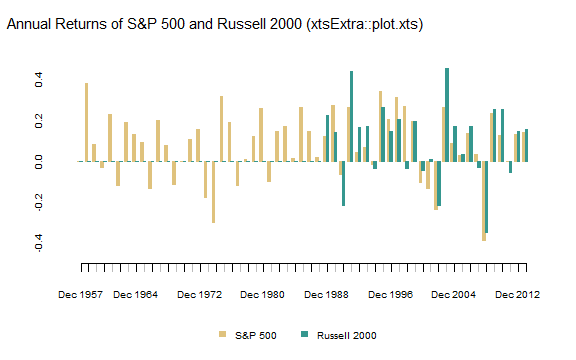 Annual Returns of S&P 500 and Russell 2000 (xtsExtra::plot.xts)
0.4
0.2
0.0
-0.2
-0.4
Dec 1957 Dec 1964 Dec 1972 Dec 1980 Dec 1988 Dec 1996 Dec 2004 Dec 2012
S&P 500 Russell 2000